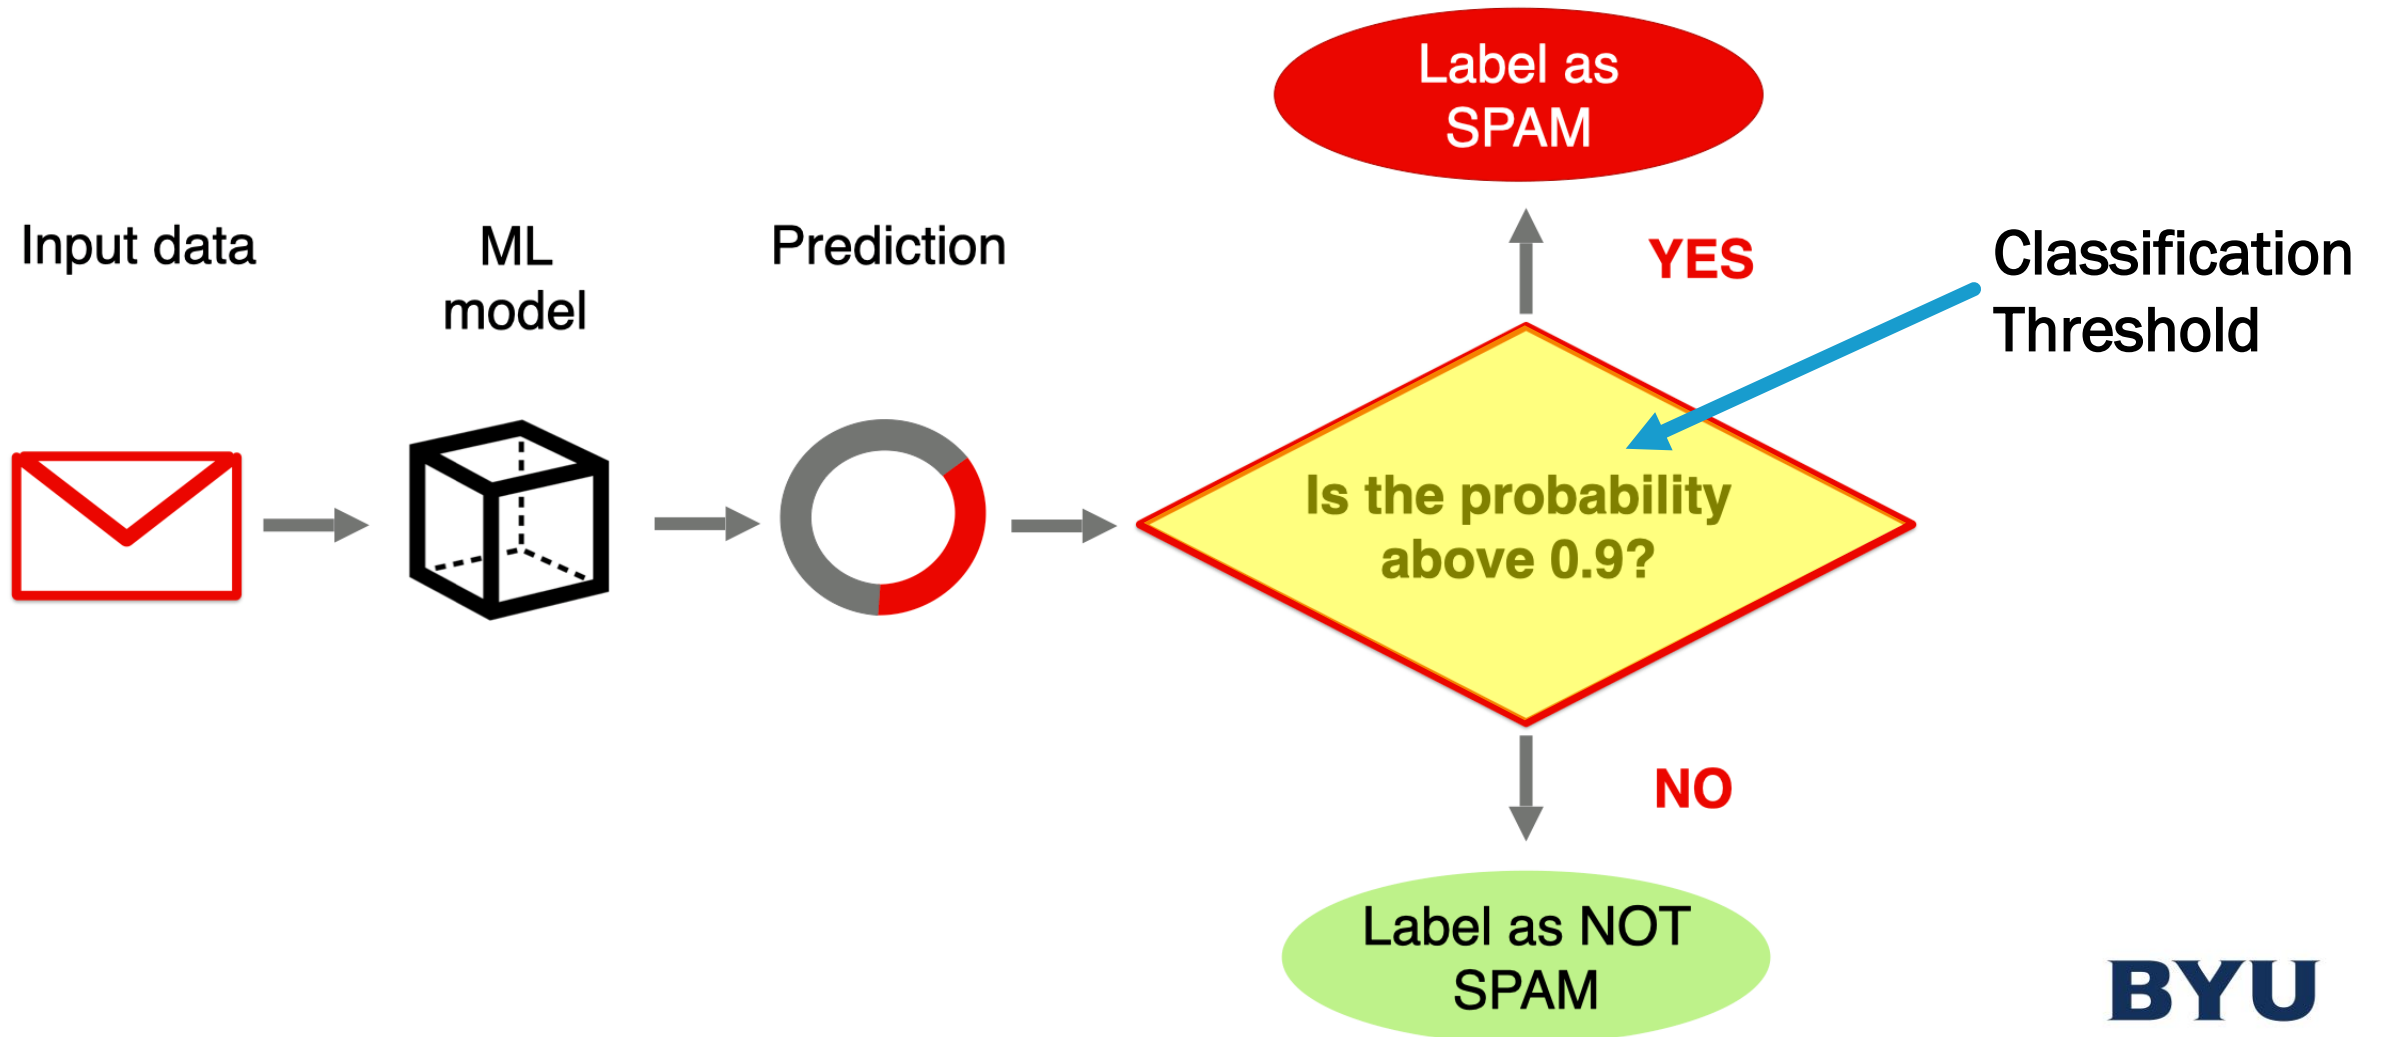 Input data
ML
model
Prediction
Label as
SPAM
YES
Classification
Threshold
Is the probability
above 0.9?
NO
Label as NOT
SPAM
BYU